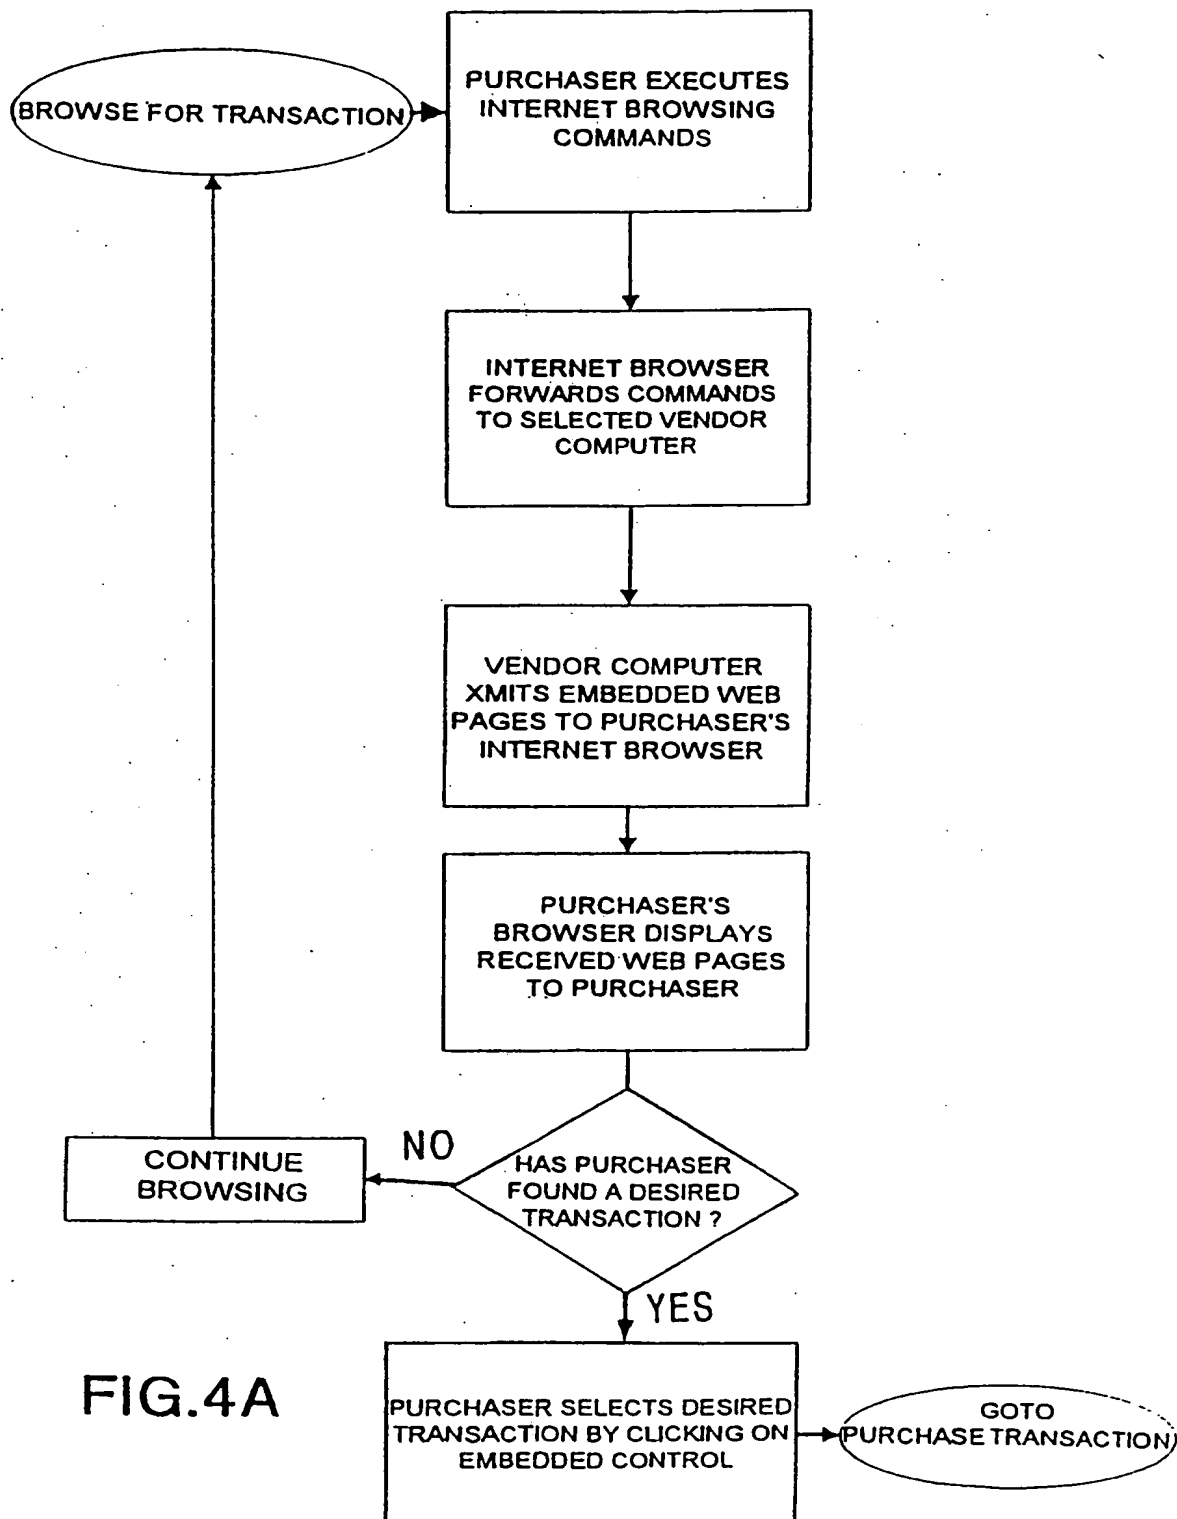 BROWSE FOR TRANSACTION
PURCHASER EXECUTES
INTERNET BROWSING
COMMANDS
INTERNET BROWSER
FORWARDS COMMANDS
TO SELECTED VENDOR
COMPUTER
VENDOR COMPUTER
XMITS EMBEDDED WEB
PAGES TO PURCHASER'S
INTERNET BROWSER
PURCHASER'S
BROWSER DISPLAYS
RECEIVED WEB PAGES
TO PURCHASER
HAS PURCHASER
FOUND A DESIRED
TRANSACTION ?
NO
CONTINUE
BROWSING
YES
PURCHASER SELECTS DESIRED
TRANSACTION BY CLICKING ON
EMBEDDED CONTROL
GOTO
PURCHASE TRANSACTION
FIG.4A